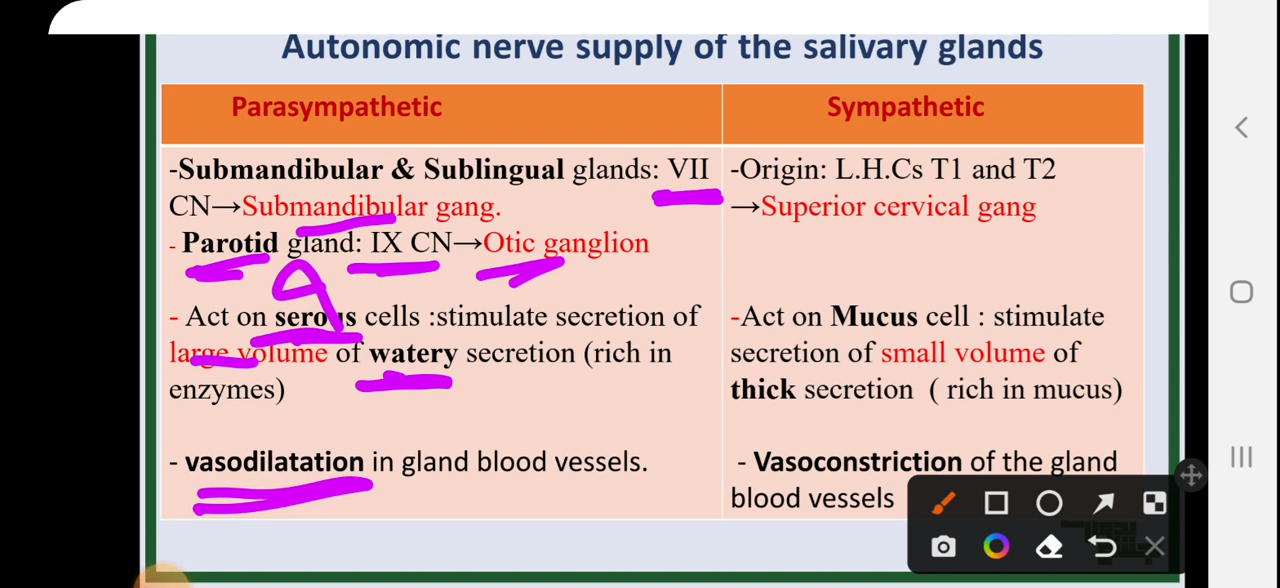 Autonomic nerve supply of the salivary glands
Parasympathetic
-Submandibular & Sublingual glands: VII
CN→Submandibular gang.
- Parotid gland: IX CN→Otic ganglion
- Act on serous cells :stimulate secretion of
large volume of watery secretion (rich in
enzymes)
- vasodilatation in gland blood vessels.
Sympathetic
-Origin: L.H.Cs T1 and T2
→Superior cervical gang
-Act on Mucus cell : stimulate
secretion of small volume of
thick secretion ( rich in mucus)
- Vasoconstriction of the gland
blood vessels